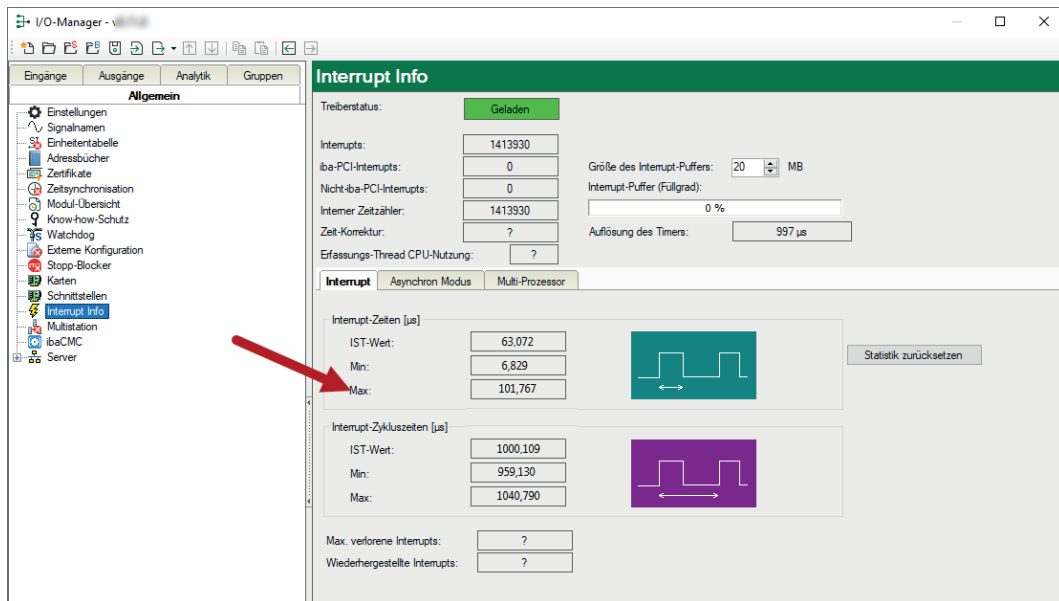 I/O-Manager -
Eingänge Ausgänge Analytik Gruppen
Allgemein
Einstellungen
Signalnamen
Einheitentabelle
Adressbücher
Zertifikate
Zeitsynchronisation
Modul-Übersicht
Know-how-Schutz
Watchdog
Externe Konfiguration
Stopp-Blocker
Karten
Schnittstellen
Interrupt Info
Multistation
ibaCMC
Server
Interrupt Info
Treiberstatus: Geladen
Interrupts: 1413930
iba-PCI-Interrupts: 0 Größe des Interrupt-Puffers: 20 MB
Nicht-iba-PCI-Interrupts: 0 Interrupt-Puffer (Füllgrad):
Interner Zeitzähler: 1413930 0 %
Zeit-Korrektur: ? Auflösung des Timers: 997 µs
Erfassungs-Thread CPU-Nutzung: ?
Interrupt Asynchron Modus Multi-Prozessor
Interrupt-Zeiten [µs]
IST-Wert: 63,072
Statistik zurücksetzen
Min: 6,829
Max: 101,767
Interrupt-Zykluszeiten [µs]
IST-Wert: 1000,109
Min: 959,130
Max: 1040,790
Max. verlorene Interrupts: ?
Wiederhergestellte Interrupts: ?